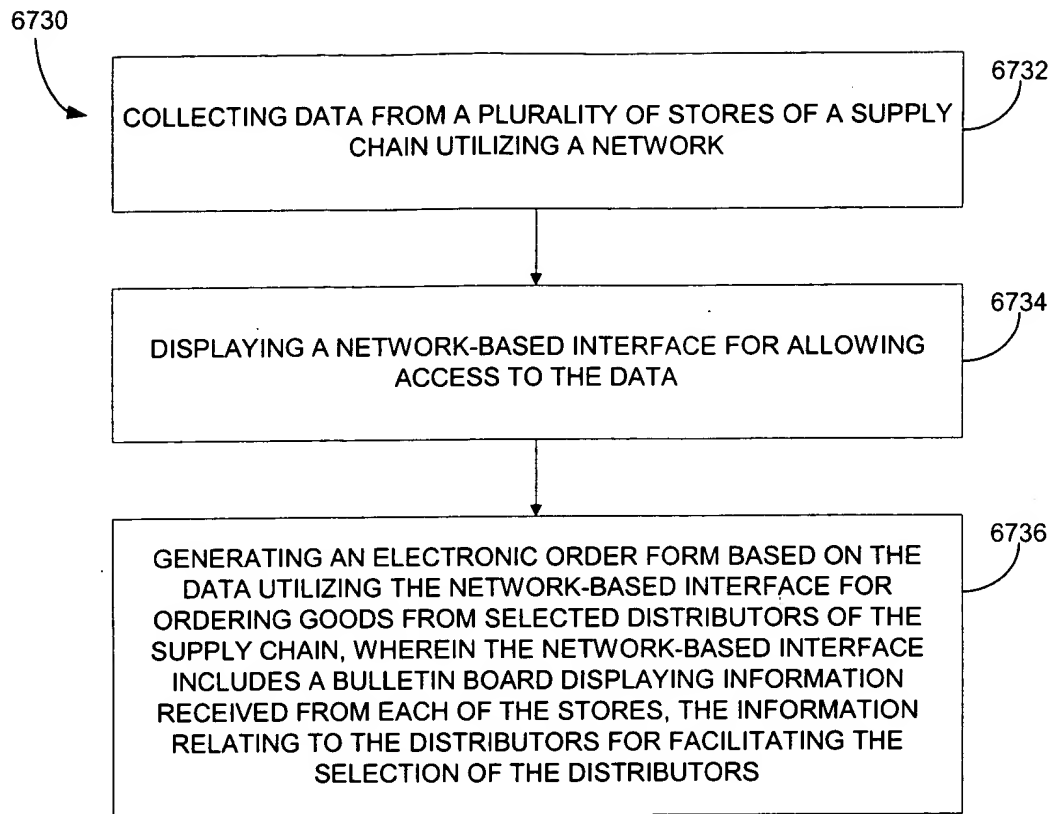 6730
6732
COLLECTING DATA FROM A PLURALITY OF STORES OF A SUPPLY
CHAIN UTILIZING A NETWORK
6734
DISPLAYING A NETWORK-BASED INTERFACE FOR ALLOWING
ACCESS TO THE DATA
6736
GENERATING AN ELECTRONIC ORDER FORM BASED ON THE
DATA UTILIZING THE NETWORK-BASED INTERFACE FOR
ORDERING GOODS FROM SELECTED DISTRIBUTORS OF THE
SUPPLY CHAIN, WHEREIN THE NETWORK-BASED INTERFACE
INCLUDES A BULLETIN BOARD DISPLAYING INFORMATION
RECEIVED FROM EACH OF THE STORES, THE INFORMATION
RELATING TO THE DISTRIBUTORS FOR FACILITATING THE
SELECTION OF THE DISTRIBUTORS